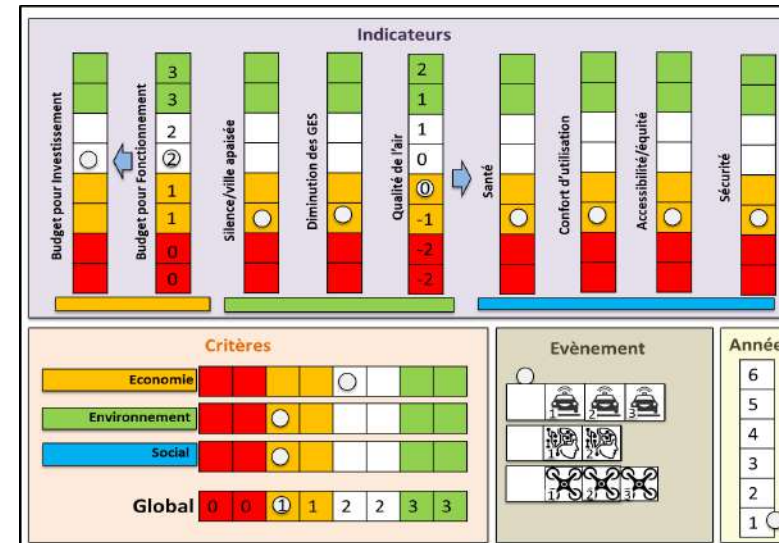 Indicateurs
Budget pour Investissement
Budget pour Fonctionnement
3
3
2
2
1
1
0
0
Silence/ville apaisée
Diminution des GES
Qualité de l'air
2
1
1
0
0
-1
-2
-2
Santé
Confort d'utilisation
Accessibilité/équité
Sécurité
Critères
Economie
Environnement
Social
Global 0 0 1 1 2 2 3 3
Evènement
1 2 3
1 2
1 2 3
Année
6
5
4
3
2
1